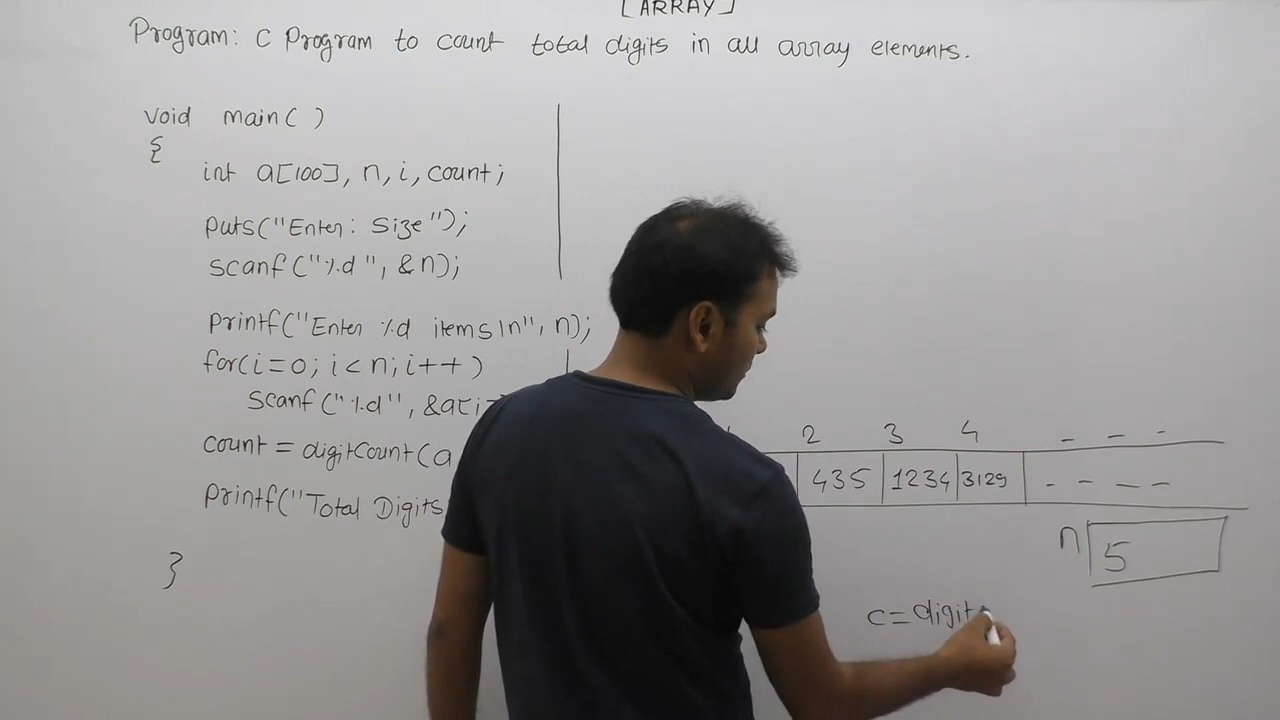 [ARRAY]
Program: C Program to count total digits in all array elements.
void main( )
{
int a[100], n, i, count;
puts("Enter: Size");
scanf("%d", &n);
printf("Enter %d items\n", n);
for(i=0; i<n; i++)
scanf("%d", &a[i
count = digitCount(a
printf("Total Digits
}
2 3 4 - - -
435 1234 3129 - - - -
n 5
c=digit